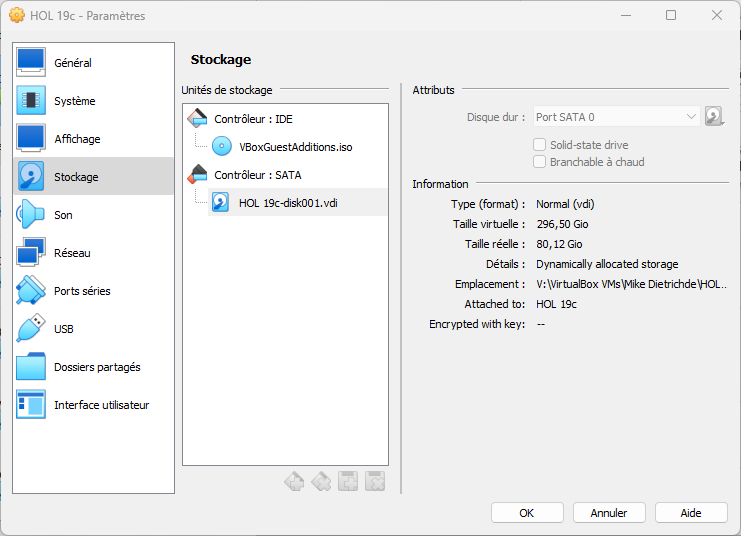 HOL 19c - Paramètres
Général
Système
Affichage
Stockage
Son
Réseau
Ports séries
USB
Dossiers partagés
Interface utilisateur
Stockage
Unités de stockage
Contrôleur : IDE
VBoxGuestAdditions.iso
Contrôleur : SATA
HOL 19c-disk001.vdi
Attributs
Disque dur : Port SATA 0
Solid-state drive
Branchable à chaud
Information
Type (format) : Normal (vdi)
Taille virtuelle : 296,50 Gio
Taille réelle : 80,12 Gio
Détails : Dynamically allocated storage
Emplacement : V:\VirtualBox VMs\Mike Dietrichde\HOL...
Attached to: HOL 19c
Encrypted with key: --
OK Annuler Aide